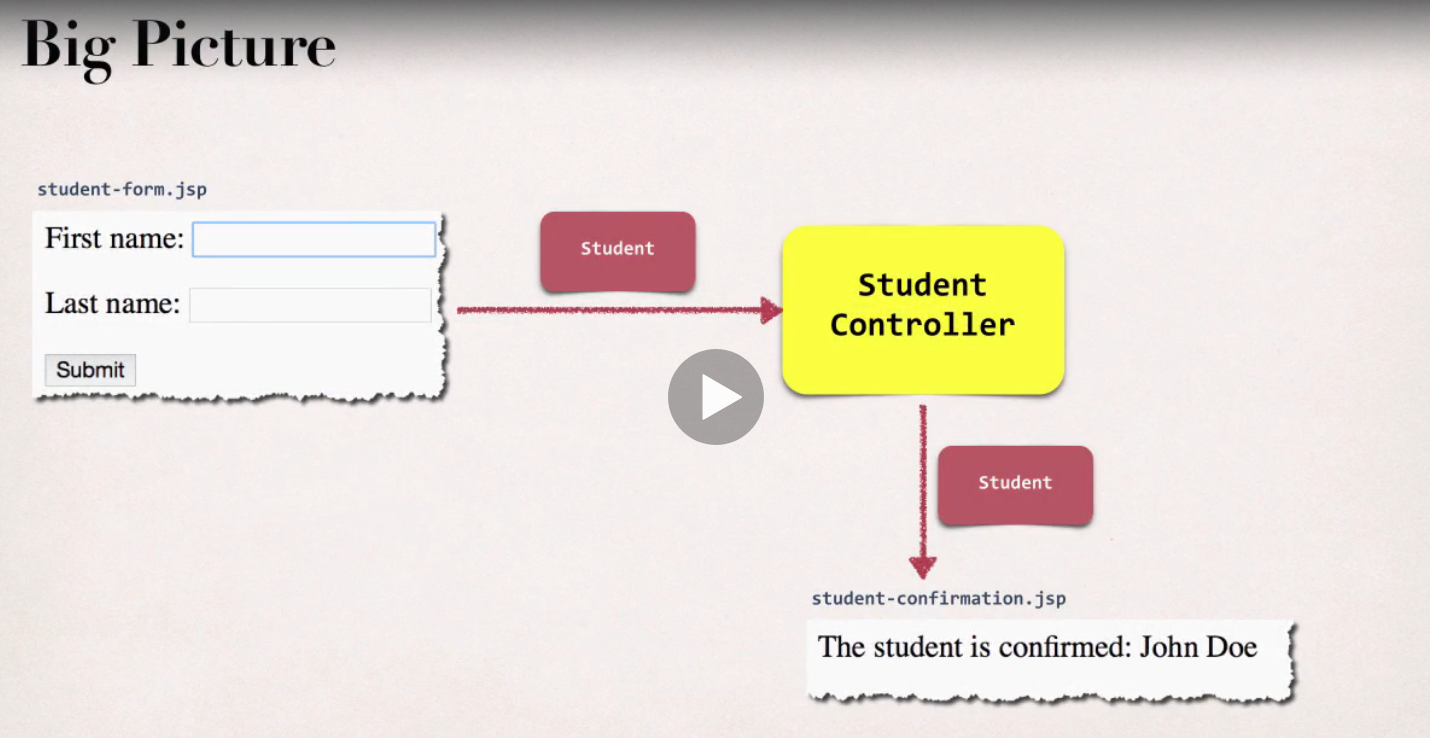 Big Picture
student-form.jsp
First name:
Last name:
Submit
Student
Student
Controller
Student
student-confirmation.jsp
The student is confirmed: John Doe